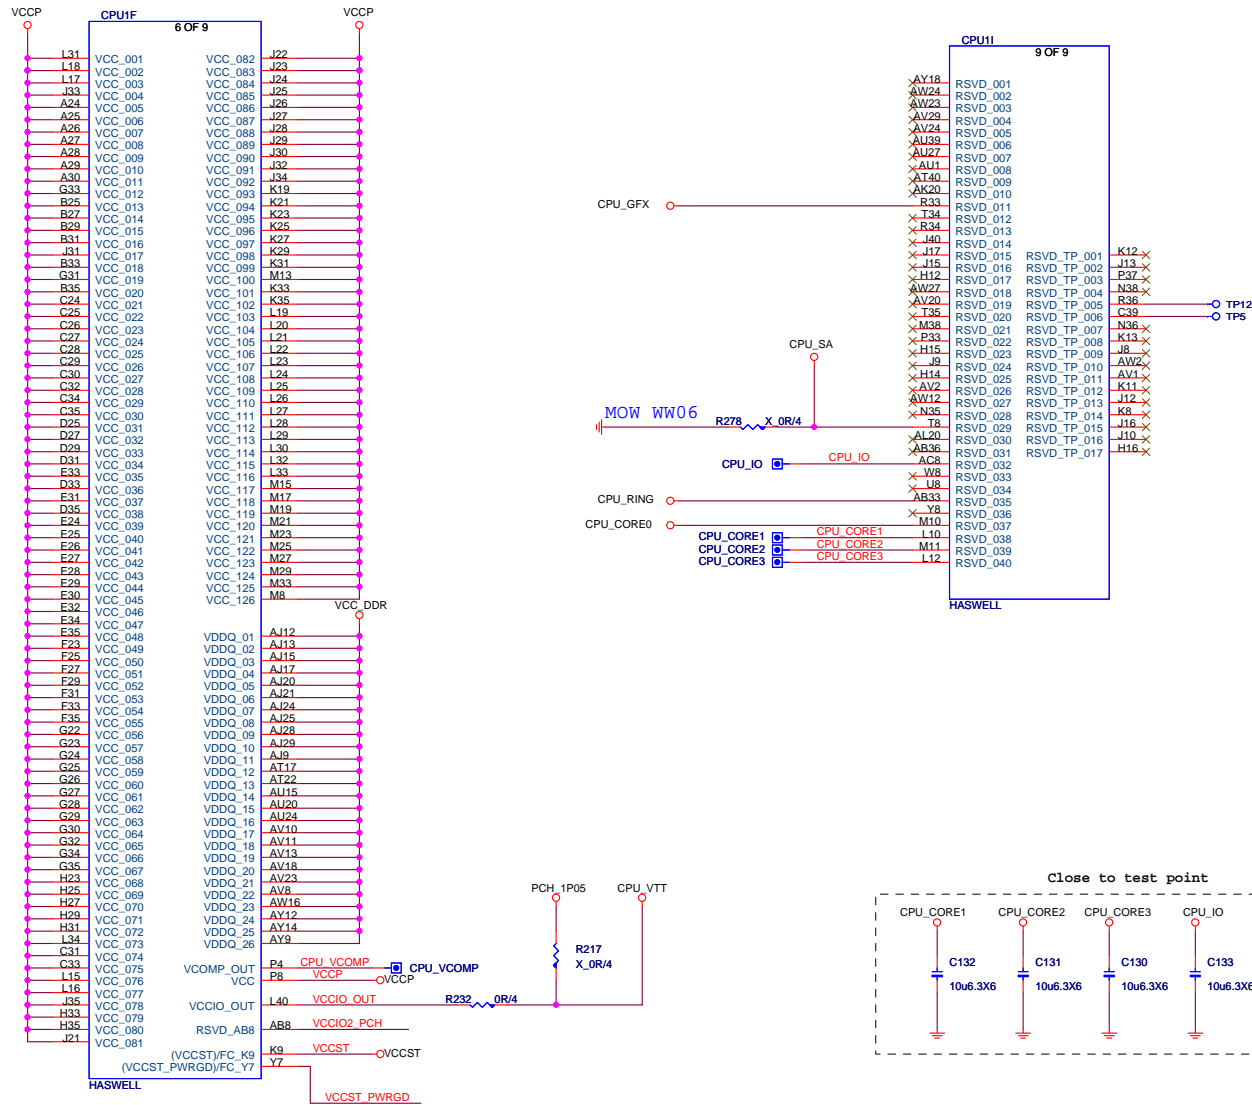 VCCP CPU1F VCCP
6 OF 9
L31 VCC_001 VCC_082 J22
L18 VCC_002 VCC_083 J23
L17 VCC_003 VCC_084 J24
J33 VCC_004 VCC_085 J25
A24 VCC_005 VCC_086 J26
A25 VCC_006 VCC_087 J27
A26 VCC_007 VCC_088 J28
A27 VCC_008 VCC_089 J29
A28 VCC_009 VCC_090 J30
A29 VCC_010 VCC_091 J32
A30 VCC_011 VCC_092 J34
G33 VCC_012 VCC_093 K19
B25 VCC_013 VCC_094 K21
B27 VCC_014 VCC_095 K23
B29 VCC_015 VCC_096 K25
B31 VCC_016 VCC_097 K27
J31 VCC_017 VCC_098 K29
B33 VCC_018 VCC_099 K31
G31 VCC_019 VCC_100 M13
B35 VCC_020 VCC_101 K33
C24 VCC_021 VCC_102 K35
C25 VCC_022 VCC_103 L19
C26 VCC_023 VCC_104 L20
C27 VCC_024 VCC_105 L21
C28 VCC_025 VCC_106 L22
C29 VCC_026 VCC_107 L23
C30 VCC_027 VCC_108 L24
C32 VCC_028 VCC_109 L25
C34 VCC_029 VCC_110 L26
C35 VCC_030 VCC_111 L27
D25 VCC_031 VCC_112 L28
D27 VCC_032 VCC_113 L29
D29 VCC_033 VCC_114 L30
D31 VCC_034 VCC_115 L32
E33 VCC_035 VCC_116 L33
D33 VCC_036 VCC_117 M15
E31 VCC_037 VCC_118 M17
D35 VCC_038 VCC_119 M19
E24 VCC_039 VCC_120 M21
E25 VCC_040 VCC_121 M23
E26 VCC_041 VCC_122 M25
E27 VCC_042 VCC_123 M27
E28 VCC_043 VCC_124 M29
E29 VCC_044 VCC_125 M33
E30 VCC_045 VCC_126 M8
E32 VCC_046 VCC_DDR
E34 VCC_047
E35 VCC_048 VDDQ_01 AJ12
F23 VCC_049 VDDQ_02 AJ13
F25 VCC_050 VDDQ_03 AJ15
F27 VCC_051 VDDQ_04 AJ17
F29 VCC_052 VDDQ_05 AJ20
F31 VCC_053 VDDQ_06 AJ21
F33 VCC_054 VDDQ_07 AJ24
F35 VCC_055 VDDQ_08 AJ25
G22 VCC_056 VDDQ_09 AJ28
G23 VCC_057 VDDQ_10 AJ29
G24 VCC_058 VDDQ_11 AJ9
G25 VCC_059 VDDQ_12 AT17
G26 VCC_060 VDDQ_13 AT22
G27 VCC_061 VDDQ_14 AU15
G28 VCC_062 VDDQ_15 AU20
G29 VCC_063 VDDQ_16 AU24
G30 VCC_064 VDDQ_17 AV10
G32 VCC_065 VDDQ_18 AV11
G34 VCC_066 VDDQ_19 AV13
G35 VCC_067 VDDQ_20 AV18
H23 VCC_068 VDDQ_21 AV23
H25 VCC_069 VDDQ_22 AV8
H27 VCC_070 VDDQ_23 AW16
H29 VCC_071 VDDQ_24 AY12
H31 VCC_072 VDDQ_25 AY14
L34 VCC_073 VDDQ_26 AY9
C31 VCC_074
C33 VCC_075 VCOMP_OUT P4 CPU_VCOMP CPU_VCOMP
L15 VCC_076 VCC P8 VCCP VCCP
L16 VCC_077
J35 VCC_078 VCCIO_OUT L40 VCCIO_OUT R232 0R/4
H33 VCC_079
H35 VCC_080 RSVD_AB8 AB8 VCCIO2_PCH
J21 VCC_081
(VCCST)/FC_K9 K9 VCCST VCCST
(VCCST_PWRGD)/FC_Y7 Y7
HASWELL
VCCST_PWRGD
PCH_1P05 CPU_VTT
R217
X_0R/4
CPU1I
9 OF 9
AY18 RSVD_001
AW24 RSVD_002
AW23 RSVD_003
AV29 RSVD_004
AV24 RSVD_005
AU39 RSVD_006
AU27 RSVD_007
AU1 RSVD_008
AT40 RSVD_009
AK20 RSVD_010
CPU_GFX R33 RSVD_011
T34 RSVD_012
R34 RSVD_013
J40 RSVD_014
J17 RSVD_015 RSVD_TP_001 K12
J15 RSVD_016 RSVD_TP_002 J13
H12 RSVD_017 RSVD_TP_003 P37
AW27 RSVD_018 RSVD_TP_004 N38
AV20 RSVD_019 RSVD_TP_005 R36 TP12
T35 RSVD_020 RSVD_TP_006 C39 TP5
M38 RSVD_021 RSVD_TP_007 N36
P33 RSVD_022 RSVD_TP_008 K13
H15 RSVD_023 RSVD_TP_009 J8
J9 RSVD_024 RSVD_TP_010 AW2
H14 RSVD_025 RSVD_TP_011 AV1
AV2 RSVD_026 RSVD_TP_012 K11
AW12 RSVD_027 RSVD_TP_013 J12
N35 RSVD_028 RSVD_TP_014 K8
T8 RSVD_029 RSVD_TP_015 J16
AL20 RSVD_030 RSVD_TP_016 J10
AB36 RSVD_031 RSVD_TP_017 H16
CPU_SA
MOW WW06
R278 X_0R/4
CPU_IO CPU_IO AC8 RSVD_032
W8 RSVD_033
U8 RSVD_034
CPU_RING AB33 RSVD_035
Y8 RSVD_036
CPU_CORE0 M10 RSVD_037
CPU_CORE1 CPU_CORE1 L10 RSVD_038
CPU_CORE2 CPU_CORE2 M11 RSVD_039
CPU_CORE3 CPU_CORE3 L12 RSVD_040
HASWELL
Close to test point
CPU_CORE1 CPU_CORE2 CPU_CORE3 CPU_IO
C132 C131 C130 C133
10u6.3X6 10u6.3X6 10u6.3X6 10u6.3X6